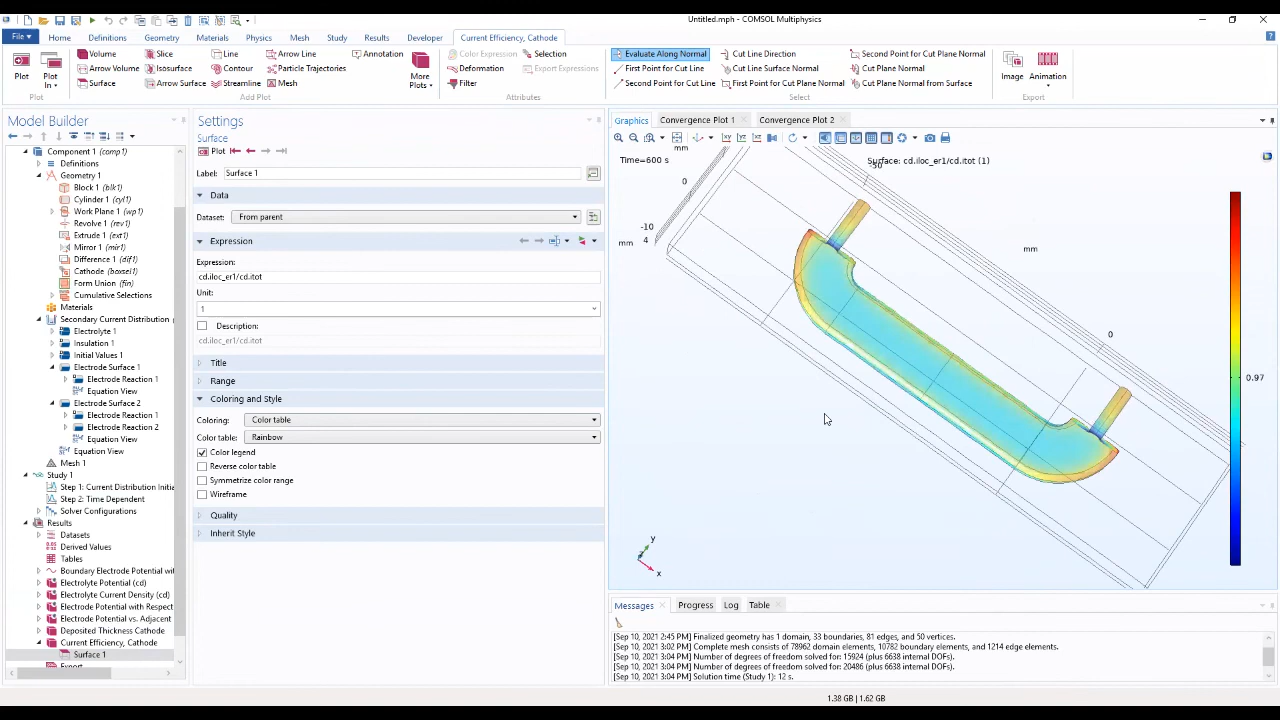 Untitled.mph - COMSOL Multiphysics
File
Home
Definitions
Geometry
Materials
Physics
Mesh
Study
Results
Developer
Current Efficiency, Cathode
Plot
Plot In
Plot
Volume
Slice
Line
Arrow Line
Annotation
Arrow Volume
Isosurface
Contour
Particle Trajectories
Surface
Arrow Surface
Streamline
Mesh
More Plots
Add Plot
Color Expression
Selection
Deformation
Export Expressions
Filter
Attributes
Evaluate Along Normal
Cut Line Direction
Second Point for Cut Plane Normal
First Point for Cut Line
Cut Line Surface Normal
Cut Plane Normal
Second Point for Cut Line
First Point for Cut Plane Normal
Cut Plane Normal from Surface
Select
Image
Animation
Export
Model Builder
Component 1 (comp1)
Definitions
Geometry 1
Block 1 (blk1)
Cylinder 1 (cyl1)
Work Plane 1 (wp1)
Revolve 1 (rev1)
Extrude 1 (ext1)
Mirror 1 (mir1)
Difference 1 (dif1)
Cathode (boxsel1)
Form Union (fin)
Cumulative Selections
Materials
Secondary Current Distribution
Electrolyte 1
Insulation 1
Initial Values 1
Electrode Surface 1
Electrode Reaction 1
Equation View
Electrode Surface 2
Electrode Reaction 1
Electrode Reaction 2
Equation View
Equation View
Mesh 1
Study 1
Step 1: Current Distribution Initia
Step 2: Time Dependent
Solver Configurations
Results
Datasets
Derived Values
Tables
Boundary Electrode Potential with
Electrolyte Potential (cd)
Electrolyte Current Density (cd)
Electrode Potential with Respect
Electrode Potential vs. Adjacent
Deposited Thickness Cathode
Current Efficiency, Cathode
Surface 1
Export
Settings
Surface
Plot
Label: Surface 1
Data
Dataset: From parent
Expression
Expression:
cd.iloc_er1/cd.itot
Unit:
1
Description:
cd.iloc_er1/cd.itot
Title
Range
Coloring and Style
Coloring: Color table
Color table: Rainbow
Color legend
Reverse color table
Symmetrize color range
Wireframe
Quality
Inherit Style
Graphics
Convergence Plot 1
Convergence Plot 2
Time=600 s
mm
Surface: cd.iloc_er1/cd.itot (1)
-50
0
-10
mm
4
mm
0
0.97
y
z
x
Messages
Progress
Log
Table
[Sep 10, 2021 2:45 PM] Finalized geometry has 1 domain, 33 boundaries, 81 edges, and 50 vertices.
[Sep 10, 2021 3:02 PM] Complete mesh consists of 78962 domain elements, 10782 boundary elements, and 1214 edge elements.
[Sep 10, 2021 3:04 PM] Number of degrees of freedom solved for: 15924 (plus 6638 internal DOFs).
[Sep 10, 2021 3:04 PM] Number of degrees of freedom solved for: 20486 (plus 6638 internal DOFs).
[Sep 10, 2021 3:04 PM] Solution time (Study 1): 12 s.
1.38 GB | 1.62 GB